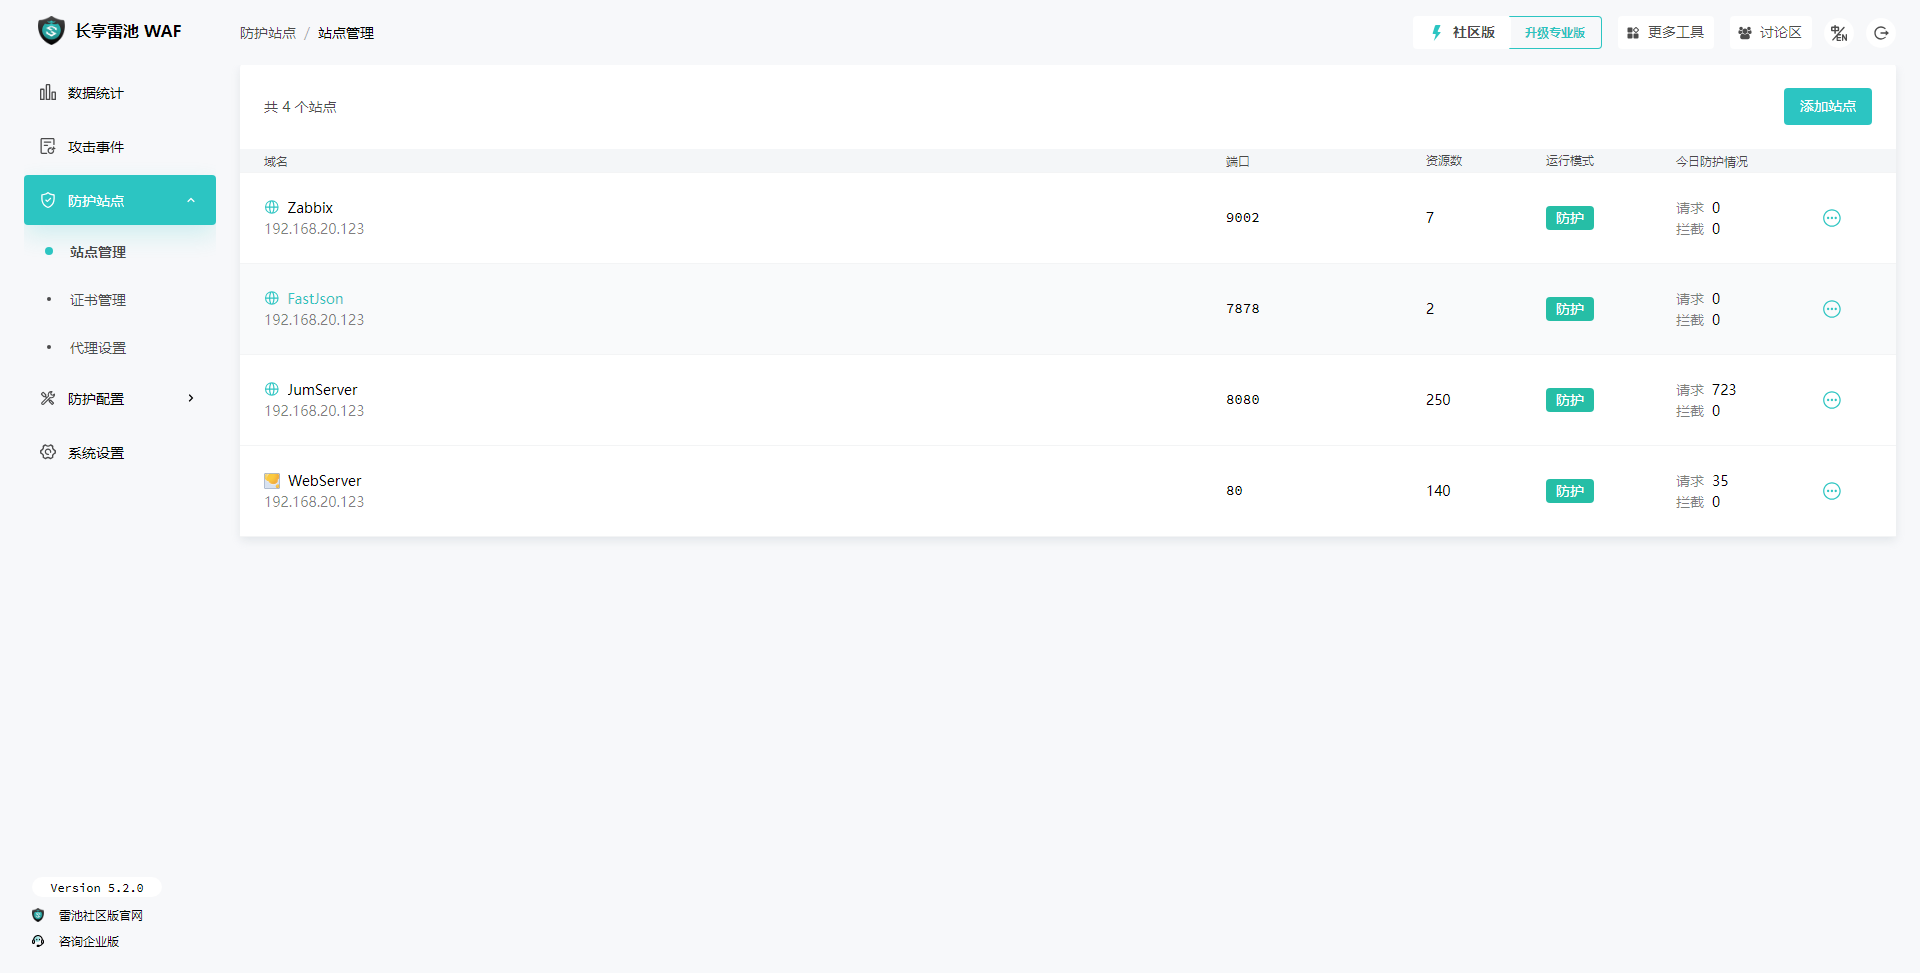 长亭雷池 WAF
防护站点 / 站点管理
社区版
升级专业版
更多工具
讨论区
中/EN
数据统计
攻击事件
防护站点
站点管理
证书管理
代理设置
防护配置
系统设置
共 4 个站点
添加站点
域名 端口 资源数 运行模式 今日防护情况
Zabbix
192.168.20.123
9002 7 防护
请求 0
拦截 0
FastJson
192.168.20.123
7878 2 防护
请求 0
拦截 0
JumServer
192.168.20.123
8080 250 防护
请求 723
拦截 0
WebServer
192.168.20.123
80 140 防护
请求 35
拦截 0
Version 5.2.0
雷池社区版官网
咨询企业版